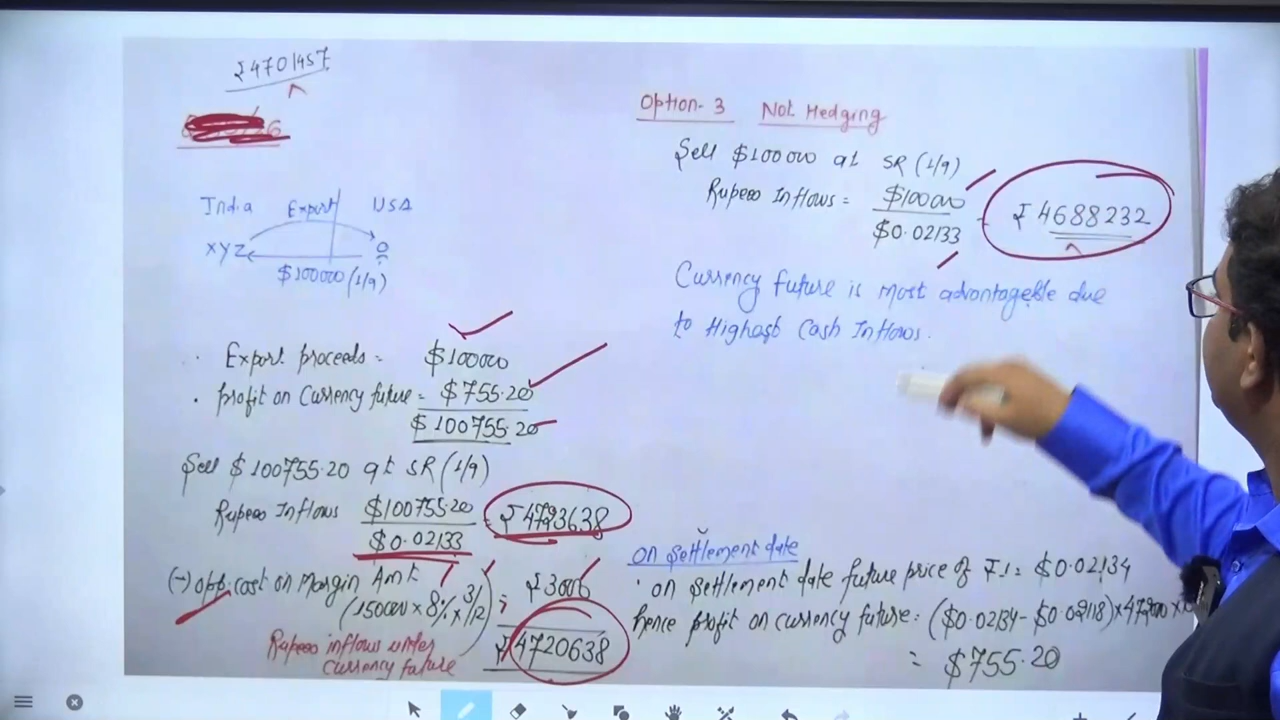 ₹4701457
India Export USA
XYZ
$100000 (1/9)
Export proceeds = $100000
Profit on Currency future = $755.20
$100755.20
Sell $100755.20 at SR (1/9)
Rupees Inflows $100755.20 = ₹4723638
$0.02133
(-) opp. cost on Margin Amt = ₹3006
(150000 × 8% × 3/12)
₹4720638
Rupees inflows under
currency future
Option-3 Not Hedging
Sell $100000 at SR (1/9)
Rupees Inflows = $100000 = ₹4688232
$0.02133
Currency future is most advantageble due
to Highest Cash Inflows.
on Settlement date
on settlement date future price of ₹1 = $0.02134
hence profit on currency future = ($0.02134-$0.02118)×47200×
= $755.20